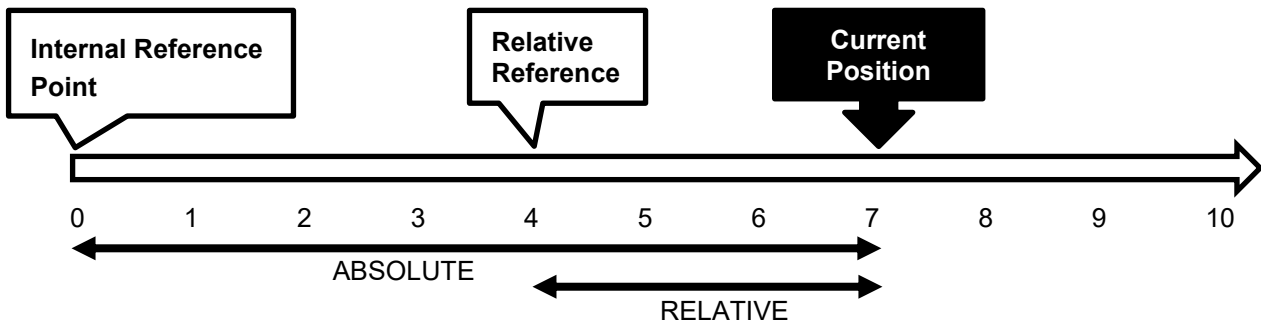 Internal Reference
Point
Relative
Reference
Current
Position
0 1 2 3 4 5 6 7 8 9 10
ABSOLUTE
RELATIVE